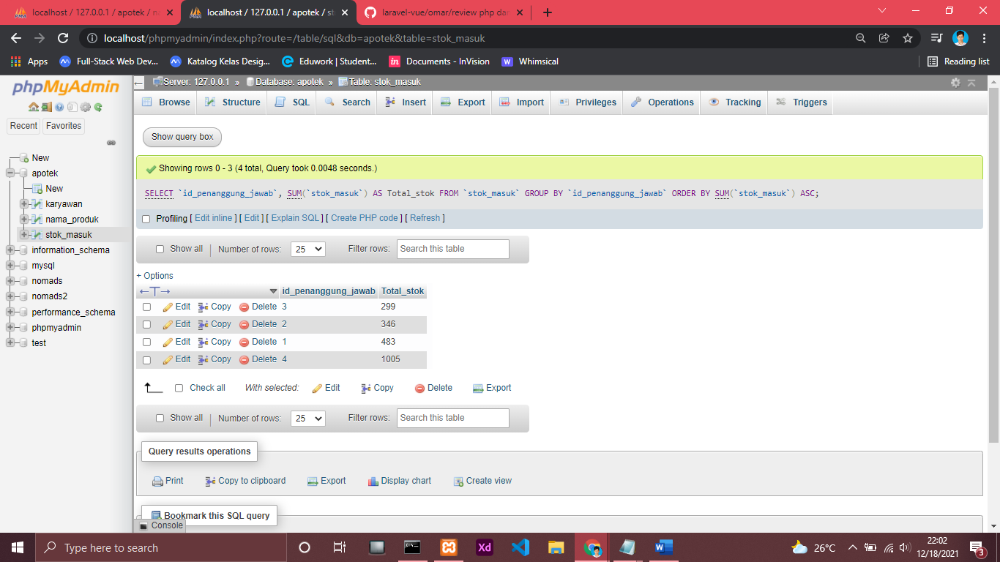 localhost / 127.0.0.1 / apotek / na
localhost / 127.0.0.1 / apotek / st
laravel-vue/omar/review php dar
localhost/phpmyadmin/index.php?route=/table/sql&db=apotek&table=stok_masuk
Apps
Full-Stack Web Dev...
Katalog Kelas Desig...
Eduwork | Student...
in
Documents - InVision
w
Whimsical
Reading list
phpMyAdmin
Recent
Favorites
New
apotek
New
karyawan
nama_produk
stok_masuk
information_schema
mysql
nomads
nomads2
performance_schema
phpmyadmin
test
Server: 127.0.0.1 » Database: apotek » Table: stok_masuk
Browse
Structure
SQL
Search
Insert
Export
Import
Privileges
Operations
Tracking
Triggers
Show query box
Showing rows 0 - 3 (4 total, Query took 0.0048 seconds.)
SELECT `id_penanggung_jawab`, SUM(`stok_masuk`) AS Total_stok FROM `stok_masuk` GROUP BY `id_penanggung_jawab` ORDER BY SUM(`stok_masuk`) ASC;
Profiling [ Edit inline ] [ Edit ] [ Explain SQL ] [ Create PHP code ] [ Refresh ]
Show all
Number of rows:
25
Filter rows:
Search this table
+ Options
←T→
id_penanggung_jawab
Total_stok
Edit Copy Delete 3 299
Edit Copy Delete 2 346
Edit Copy Delete 1 483
Edit Copy Delete 4 1005
Check all
With selected:
Edit
Copy
Delete
Export
Show all
Number of rows:
25
Filter rows:
Search this table
Query results operations
Print
Copy to clipboard
Export
Display chart
Create view
Bookmark this SQL query
Console
Type here to search
Xd
26°C
22:02
12/18/2021
3